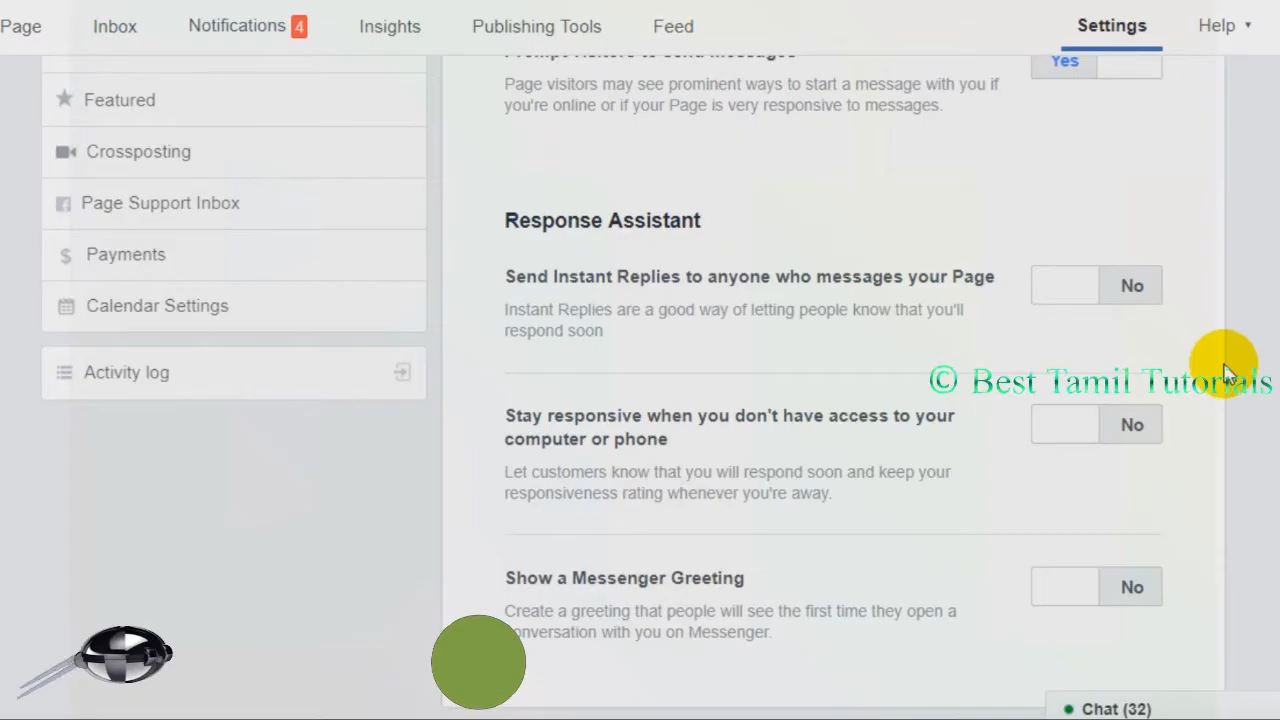 Page Inbox Notifications 4 Insights Publishing Tools Feed Settings Help
Prompt visitors to send messages
Yes
Page visitors may see prominent ways to start a message with you if
you're online or if your Page is very responsive to messages.
Featured
Crossposting
Page Support Inbox
Payments
Calendar Settings
Activity log
Response Assistant
Send Instant Replies to anyone who messages your Page
No
Instant Replies are a good way of letting people know that you'll
respond soon
© Best Tamil Tutorials
Stay responsive when you don't have access to your
computer or phone
No
Let customers know that you will respond soon and keep your
responsiveness rating whenever you're away.
Show a Messenger Greeting
No
Create a greeting that people will see the first time they open a
conversation with you on Messenger.
Chat (32)